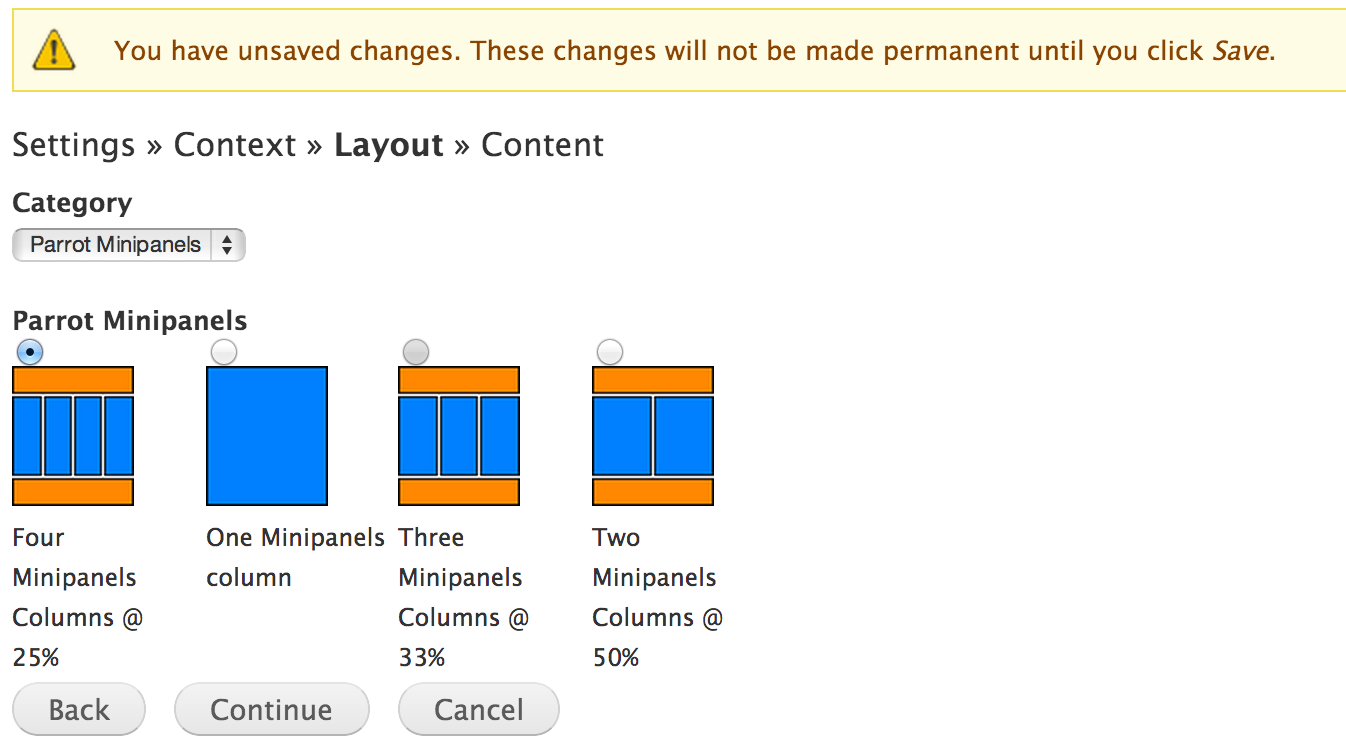 You have unsaved changes. These changes will not be made permanent until you click Save.
Settings » Context » Layout » Content
Category
Parrot Minipanels
Parrot Minipanels
Four
Minipanels
Columns @
25%
One Minipanels
column
Three
Minipanels
Columns @
33%
Two
Minipanels
Columns @
50%
Back
Continue
Cancel